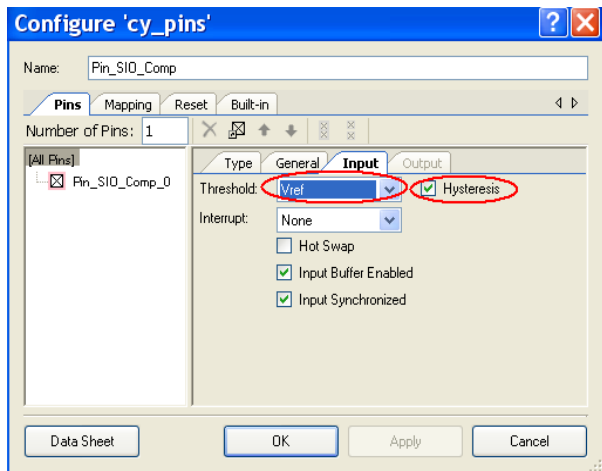 Configure 'cy_pins'
Name: Pin_SIO_Comp
Pins Mapping Reset Built-in
Number of Pins: 1
[All Pins]
Pin_SIO_Comp_0
Type General Input Output
Threshold: Vref Hysteresis
Interrupt: None
Hot Swap
Input Buffer Enabled
Input Synchronized
Data Sheet OK Apply Cancel